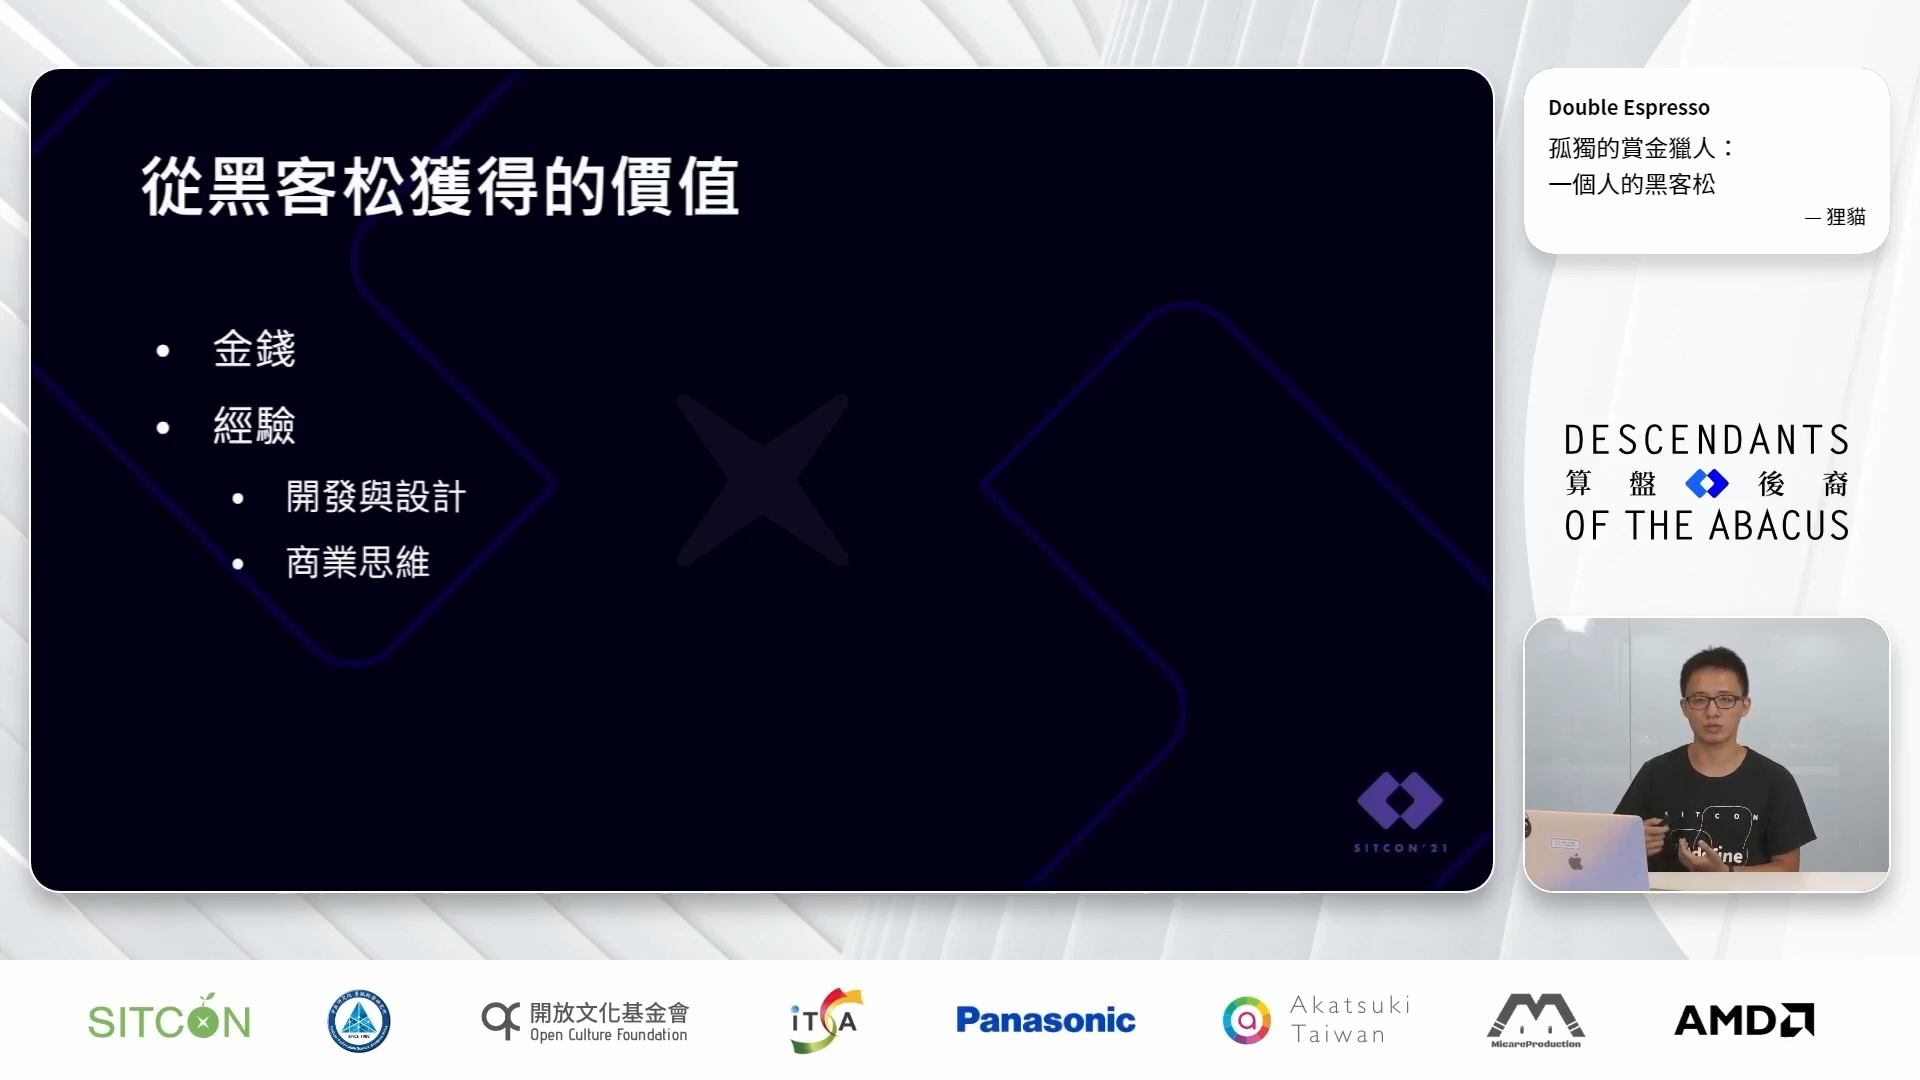 從黑客松獲得的價值
• 金錢
• 經驗
• 開發與設計
• 商業思維
SITCON'21
Double Espresso
孤獨的賞金獵人：
一個人的黑客松
— 狸貓
DESCENDANTS
算盤後裔
OF THE ABACUS
SITCON
SITCON
開放文化基金會
Open Culture Foundation
iTSA
Panasonic
Akatsuki
Taiwan
MicareProduction
AMD